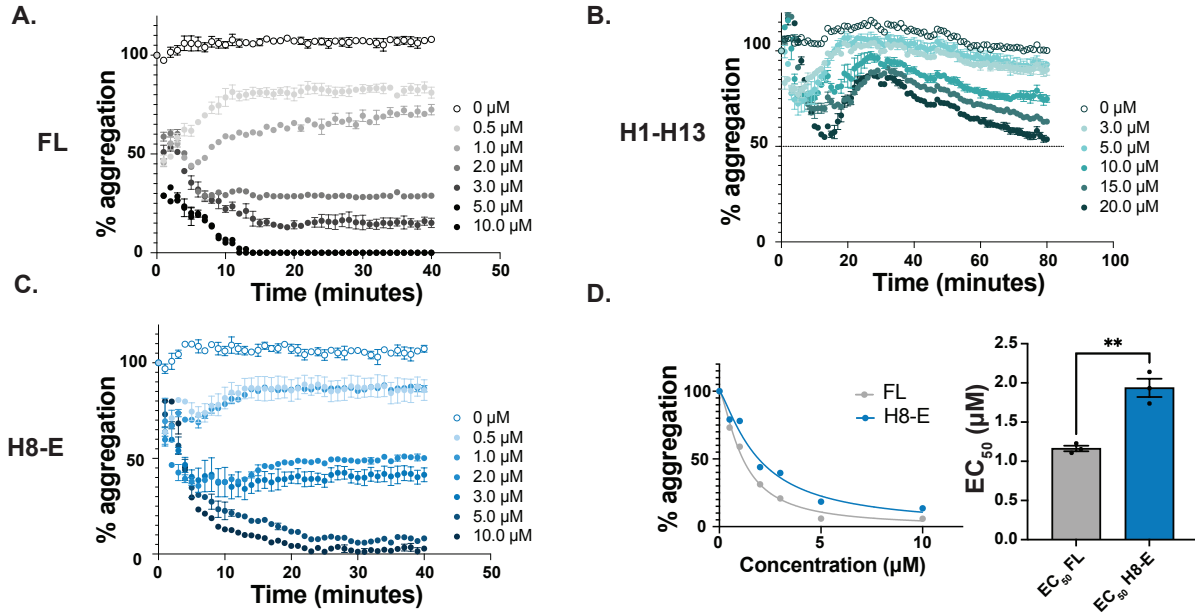 A.
% aggregation
100
50
0
0 10 20 30 40 50
Time (minutes)
FL
0 µM
0.5 µM
1.0 µM
2.0 µM
3.0 µM
5.0 µM
10.0 µM
B.
% aggregation
100
50
0
0 20 40 60 80 100
Time (minutes)
H1-H13
0 µM
3.0 µM
5.0 µM
10.0 µM
15.0 µM
20.0 µM
C.
% aggregation
100
50
0
0 10 20 30 40 50
Time (minutes)
H8-E
0 µM
0.5 µM
1.0 µM
2.0 µM
3.0 µM
5.0 µM
10.0 µM
D.
% aggregation
100
75
50
25
0
0 5 10
Concentration (µM)
FL
H8-E
EC50 (µM)
2.5
2.0
1.5
1.0
0.5
0.0
**
EC50 FL
EC50 H8-E